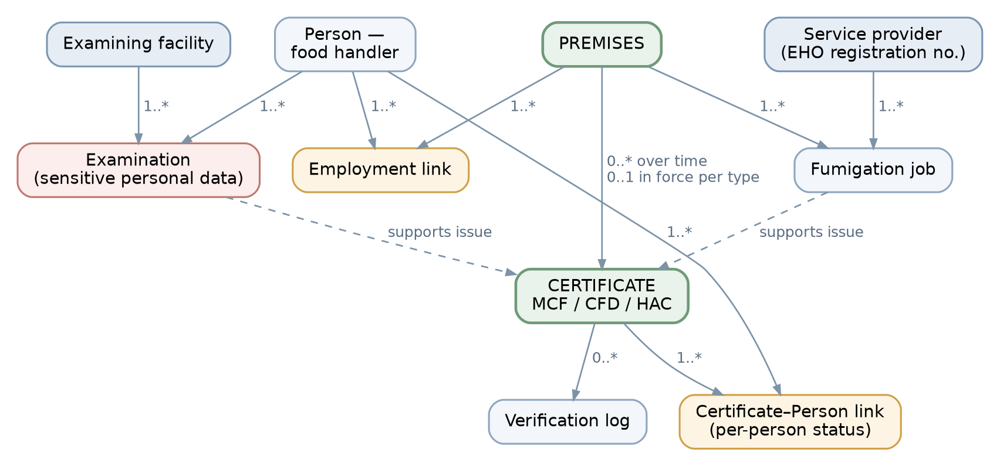 Examining facility
Person —
food handler
PREMISES
Service provider
(EHO registration no.)
1..*
1..*
1..*
1..*
1..*
1..*
Examination
(sensitive personal data)
Employment link
0..* over time
0..1 in force per type
Fumigation job
supports issue
1..*
supports issue
CERTIFICATE
MCF / CFD / HAC
0..*
1..*
Verification log
Certificate–Person link
(per-person status)